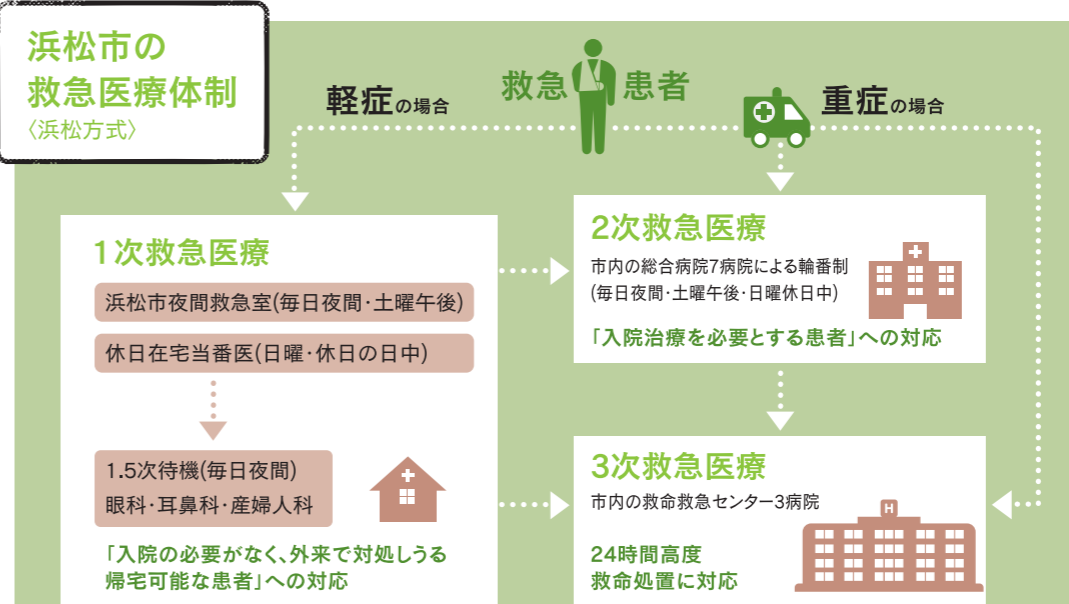 浜松市の
救急医療体制
〈浜松方式〉
救急患者
軽症の場合
重症の場合
1次救急医療
浜松市夜間救急室(毎日夜間・土曜午後)
休日在宅当番医(日曜・休日の日中)
1.5次待機(毎日夜間)
眼科・耳鼻科・産婦人科
「入院の必要がなく、外来で対処しうる
帰宅可能な患者」への対応
2次救急医療
市内の総合病院7病院による輪番制
(毎日夜間・土曜午後・日曜休日中)
「入院治療を必要とする患者」への対応
3次救急医療
市内の救命救急センター3病院
H
24時間高度
救命処置に対応